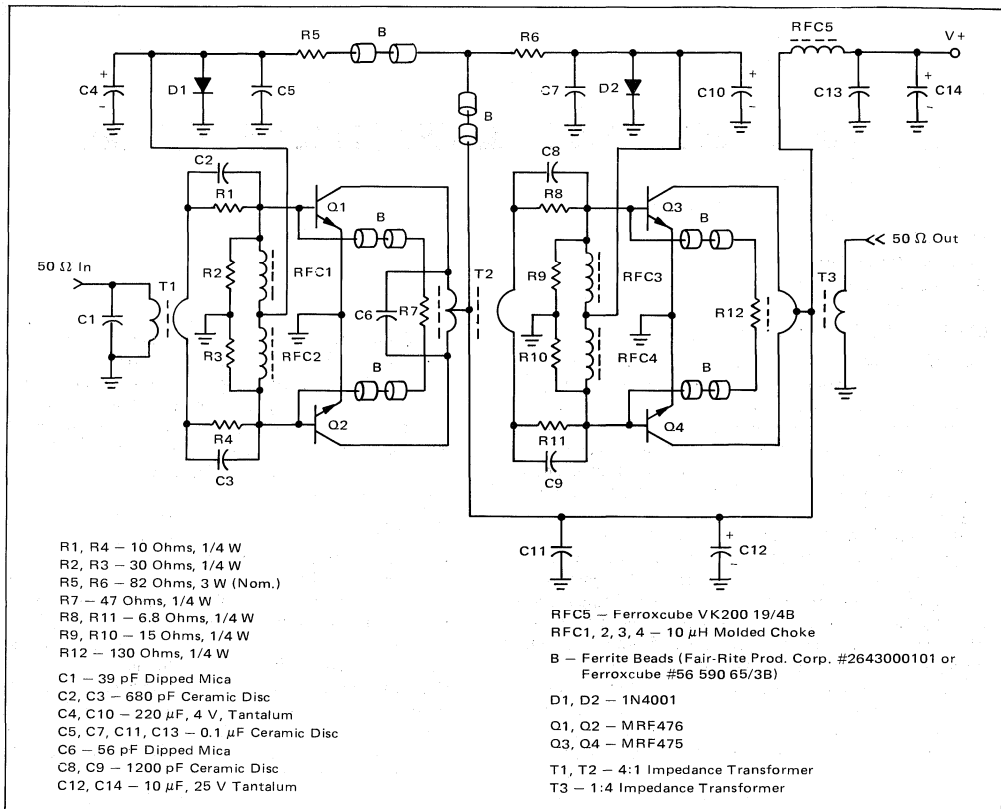 R5
B
R6
RFC5
V+
C4
+
-
D1
C5
B
C7
D2
C10
+
-
C13
+
-
C14
C2
R1
Q1
B
C8
R8
Q3
B
50 Ω In
T1
C1
R2
RFC1
R3
RFC2
C6
R7
T2
R9
RFC3
R10
RFC4
R12
T3
50 Ω Out
B
B
R4
Q2
C3
R11
Q4
C9
C11
+
-
C12
R1, R4 – 10 Ohms, 1/4 W
R2, R3 – 30 Ohms, 1/4 W
R5, R6 – 82 Ohms, 3 W (Nom.)
R7 – 47 Ohms, 1/4 W
R8, R11 – 6.8 Ohms, 1/4 W
R9, R10 – 15 Ohms, 1/4 W
R12 – 130 Ohms, 1/4 W
C1 – 39 pF Dipped Mica
C2, C3 – 680 pF Ceramic Disc
C4, C10 – 220 μF, 4 V, Tantalum
C5, C7, C11, C13 – 0.1 μF Ceramic Disc
C6 – 56 pF Dipped Mica
C8, C9 – 1200 pF Ceramic Disc
C12, C14 – 10 μF, 25 V Tantalum
RFC5 – Ferroxcube VK200 19/4B
RFC1, 2, 3, 4 – 10 μH Molded Choke
B – Ferrite Beads (Fair-Rite Prod. Corp. #2643000101 or
Ferroxcube #56 590 65/3B)
D1, D2 – 1N4001
Q1, Q2 – MRF476
Q3, Q4 – MRF475
T1, T2 – 4:1 Impedance Transformer
T3 – 1:4 Impedance Transformer